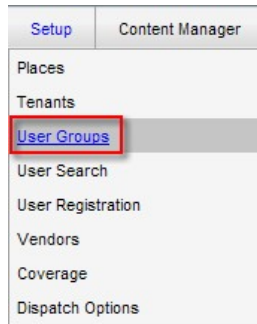 Setup Content Manager
Places
Tenants
User Groups
User Search
User Registration
Vendors
Coverage
Dispatch Options